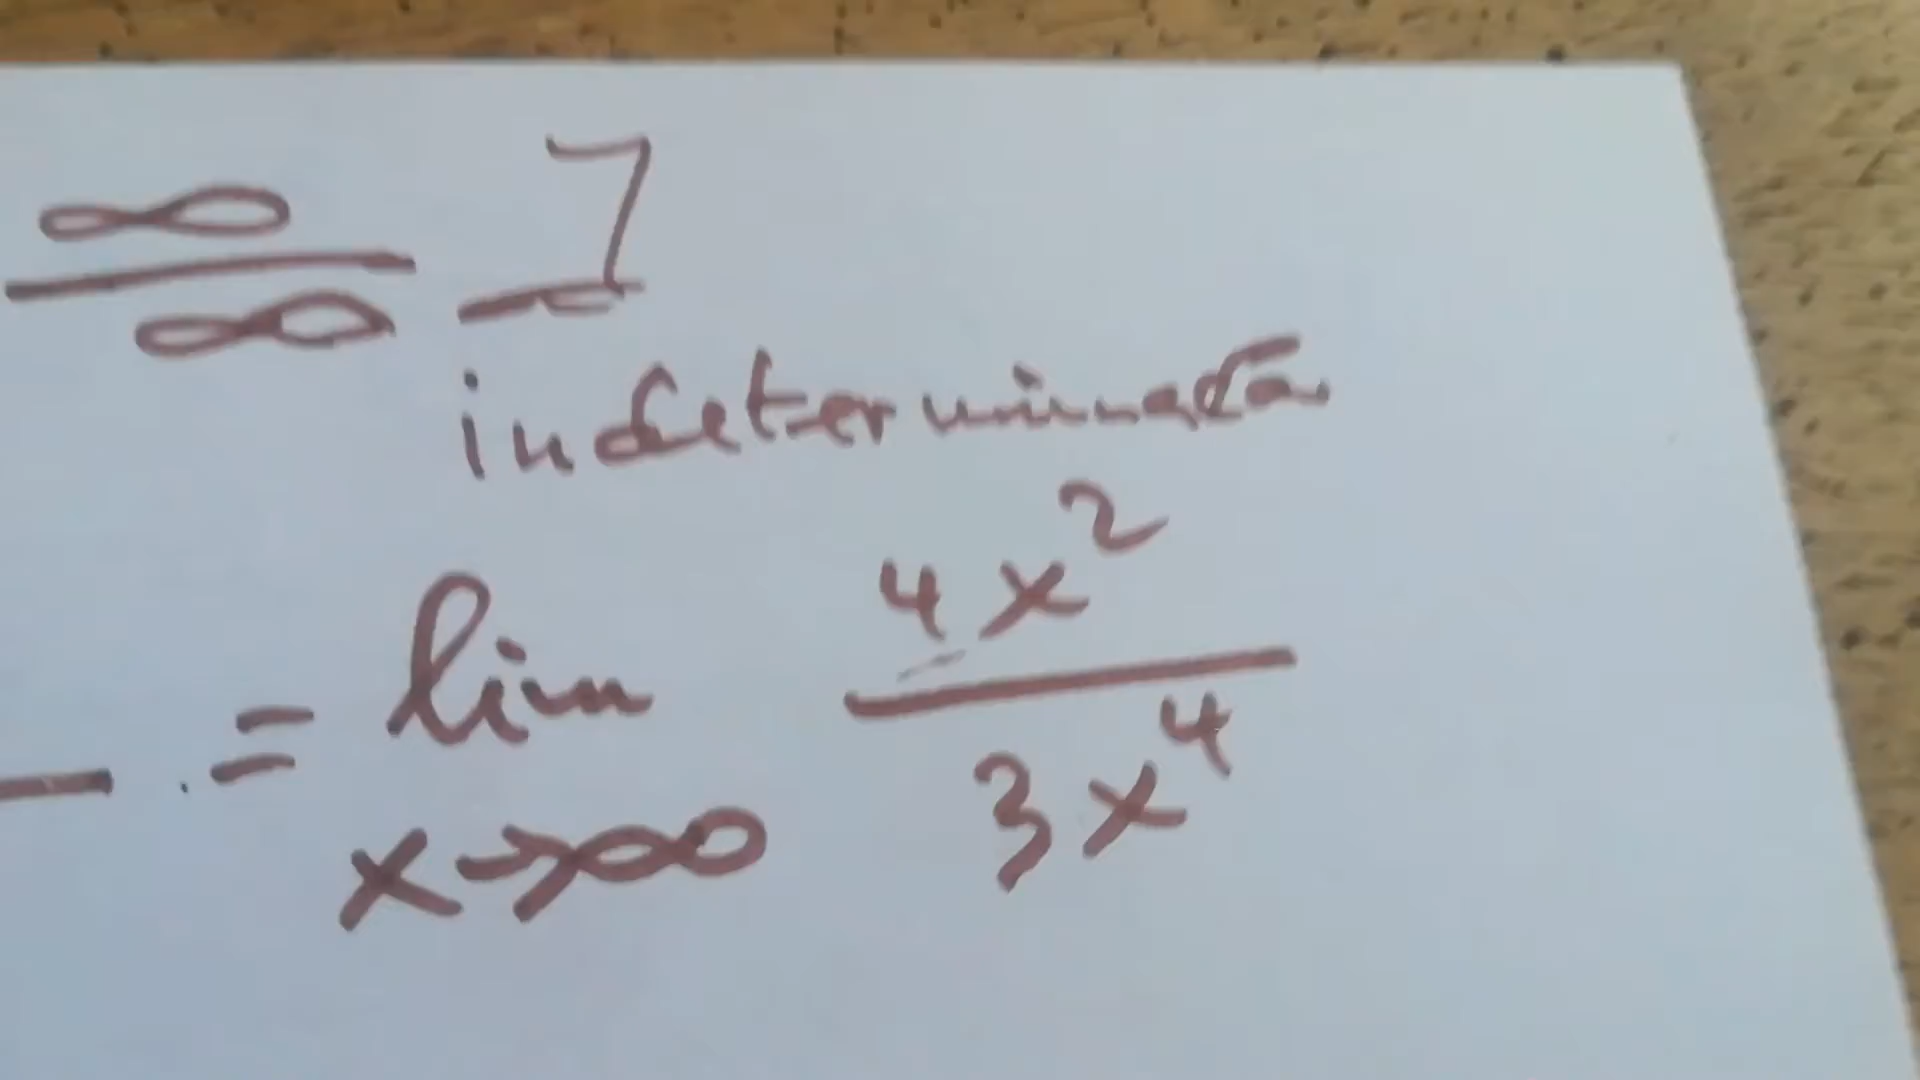 ∞/∞ ]
indeterminada
= lim x→∞ 4x²/3x⁴